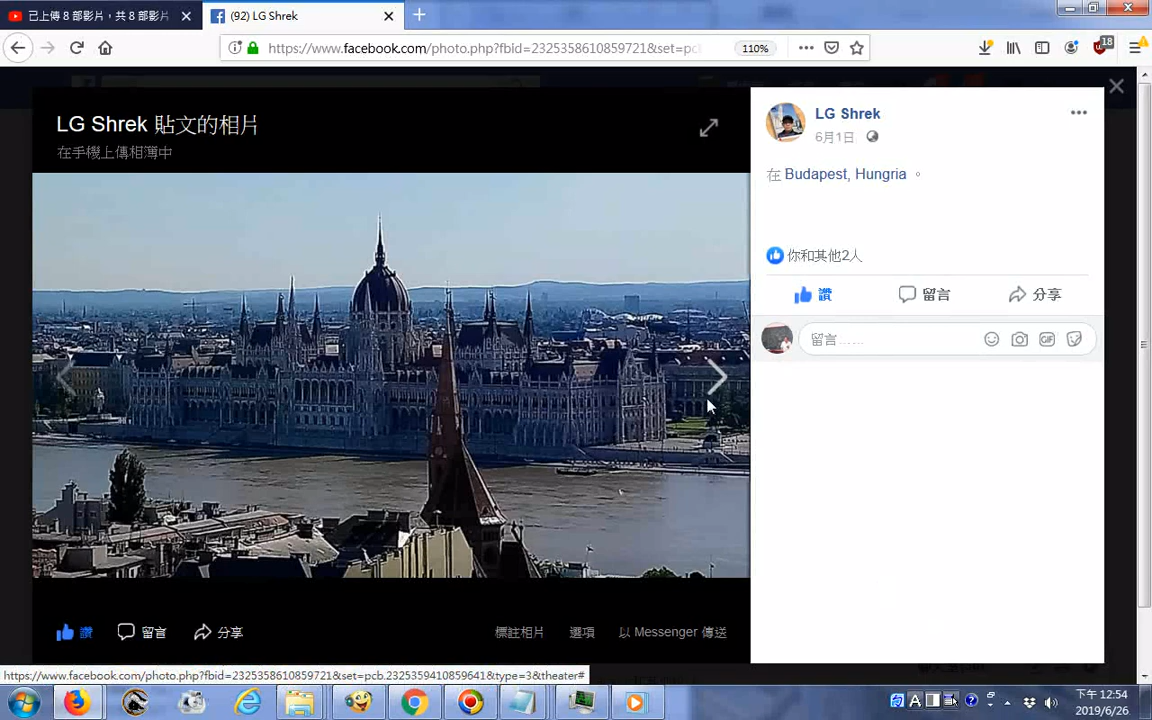 已上傳 8 部影片，共 8 部影片
(92) LG Shrek
https://www.facebook.com/photo.php?fbid=2325358610859721&set=pc
110%
18
LG Shrek 貼文的相片
在手機上傳相簿中
LG Shrek
6月1日
在 Budapest, Hungria。
你和其他2人
讚 留言 分享
留言......
GIF
讚 留言 分享
標註相片 選項 以 Messenger 傳送
https://www.facebook.com/photo.php?fbid=2325358610859721&set=pcb.2325359410859641&type=3&theater#
下午 12:54
2019/6/26